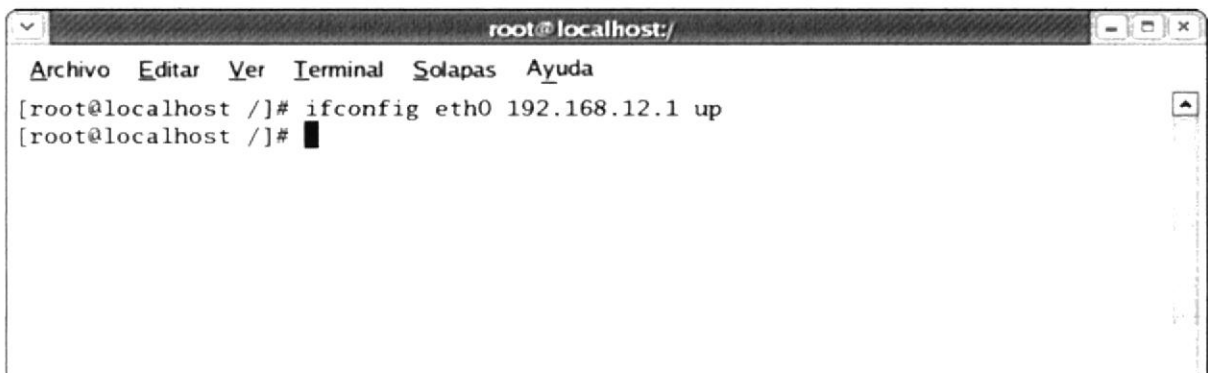 root@localhost:/
Archivo Editar Ver Terminal Solapas Ayuda
[root@localhost /]# ifconfig eth0 192.168.12.1 up
[root@localhost /]#